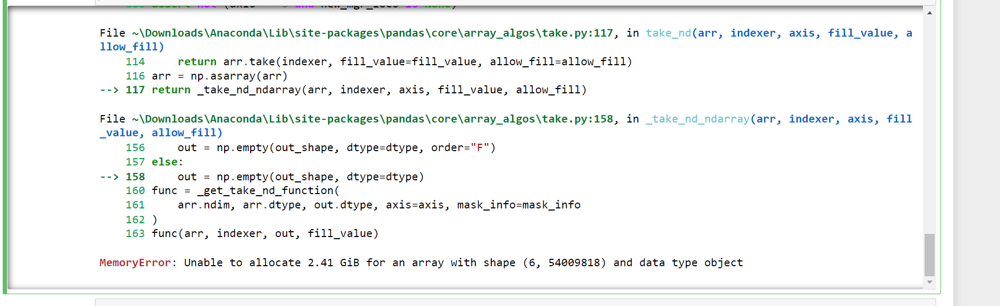 File ~\Downloads\Anaconda\Lib\site-packages\pandas\core\array_algos\take.py:117, in take_nd(arr, indexer, axis, fill_value, a
llow_fill)
    114     return arr.take(indexer, fill_value=fill_value, allow_fill=allow_fill)
    116 arr = np.asarray(arr)
--> 117 return _take_nd_ndarray(arr, indexer, axis, fill_value, allow_fill)
File ~\Downloads\Anaconda\Lib\site-packages\pandas\core\array_algos\take.py:158, in _take_nd_ndarray(arr, indexer, axis, fill
_value, allow_fill)
    156     out = np.empty(out_shape, dtype=dtype, order="F")
    157 else:
--> 158     out = np.empty(out_shape, dtype=dtype)
    160 func = _get_take_nd_function(
    161     arr.ndim, arr.dtype, out.dtype, axis=axis, mask_info=mask_info
    162 )
    163 func(arr, indexer, out, fill_value)
MemoryError: Unable to allocate 2.41 GiB for an array with shape (6, 54009818) and data type object